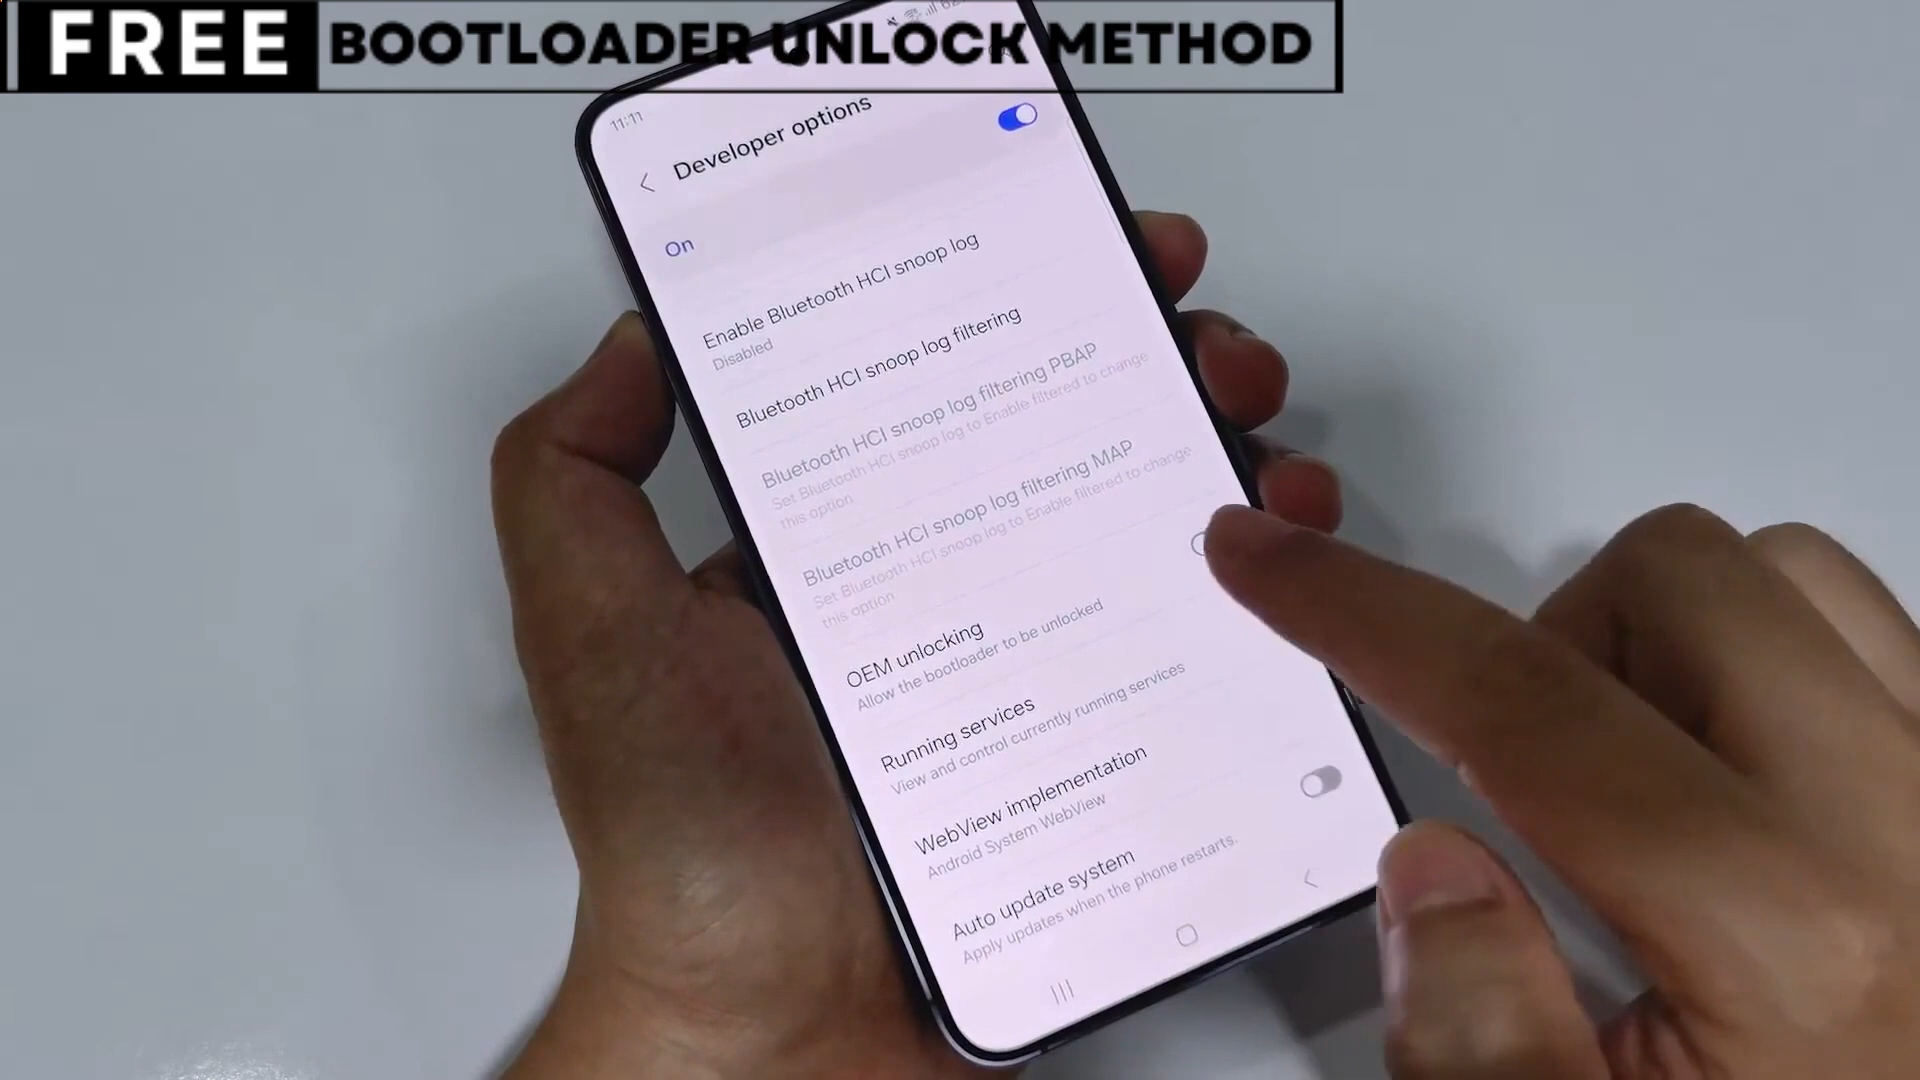 FREE BOOTLOADER UNLOCK METHOD
11:11
Developer options
On
Enable Bluetooth HCI snoop log
Disabled
Bluetooth HCI snoop log filtering
Bluetooth HCI snoop log filtering PBAP
Set Bluetooth HCI snoop log to Enable filtered to change
this option
Bluetooth HCI snoop log filtering MAP
Set Bluetooth HCI snoop log to Enable filtered to change
this option
OEM unlocking
Allow the bootloader to be unlocked
Running services
View and control currently running services
WebView implementation
Android System WebView
Auto update system
Apply updates when the phone restarts.